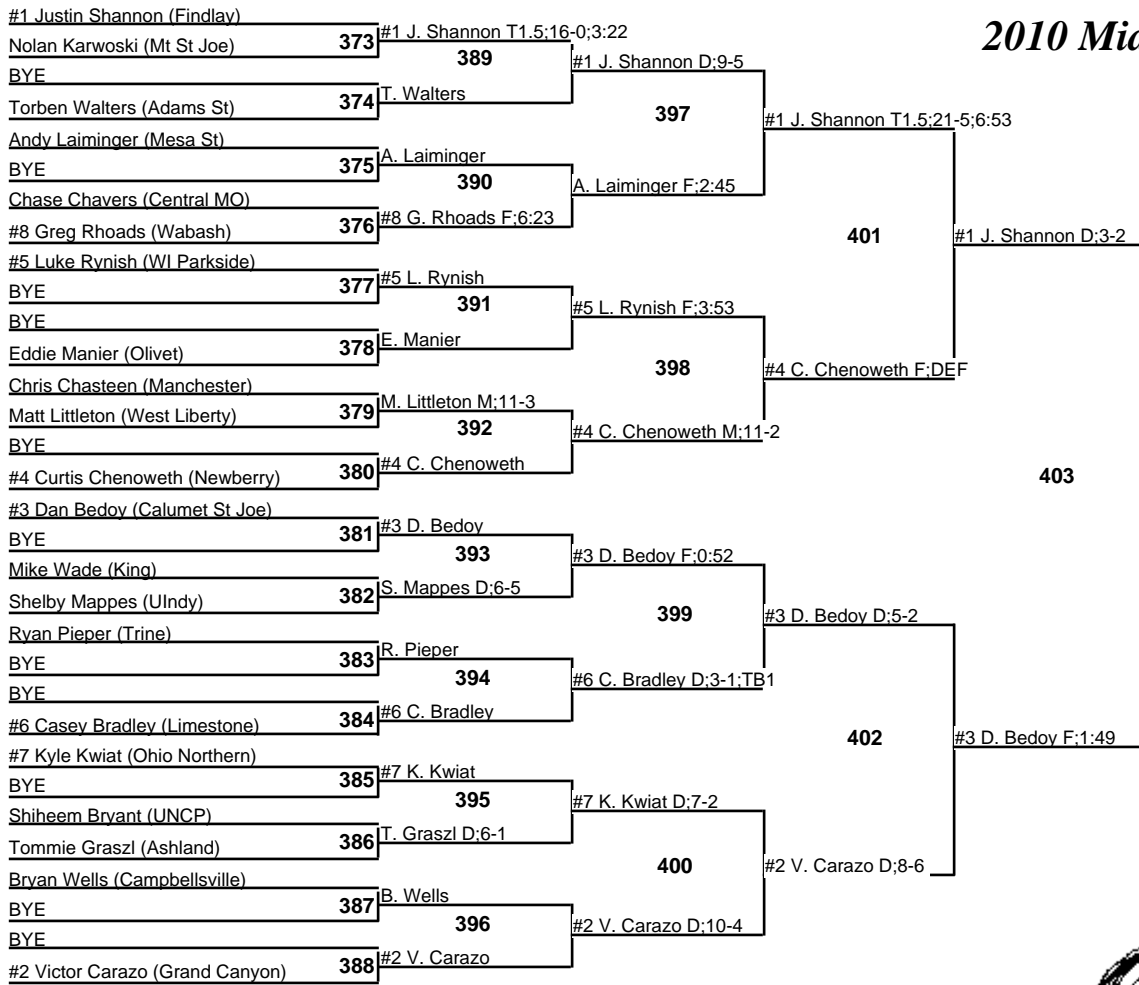 2010 Mid
#1 Justin Shannon (Findlay)
Nolan Karwoski (Mt St Joe)
BYE
Torben Walters (Adams St)
Andy Laiminger (Mesa St)
BYE
Chase Chavers (Central MO)
#8 Greg Rhoads (Wabash)
#5 Luke Rynish (WI Parkside)
BYE
BYE
Eddie Manier (Olivet)
Chris Chasteen (Manchester)
Matt Littleton (West Liberty)
BYE
#4 Curtis Chenoweth (Newberry)
#3 Dan Bedoy (Calumet St Joe)
BYE
Mike Wade (King)
Shelby Mappes (UIndy)
Ryan Pieper (Trine)
BYE
BYE
#6 Casey Bradley (Limestone)
#7 Kyle Kwiat (Ohio Northern)
BYE
Shiheem Bryant (UNCP)
Tommie Graszl (Ashland)
Bryan Wells (Campbellsville)
BYE
BYE
#2 Victor Carazo (Grand Canyon)
373
374
375
376
377
378
379
380
381
382
383
384
385
386
387
388
#1 J. Shannon T1.5;16-0;3:22
T. Walters
A. Laiminger
#8 G. Rhoads F;6:23
#5 L. Rynish
E. Manier
M. Littleton M;11-3
#4 C. Chenoweth
#3 D. Bedoy
S. Mappes D;6-5
R. Pieper
#6 C. Bradley
#7 K. Kwiat
T. Graszl D;6-1
B. Wells
#2 V. Carazo
389
390
391
392
393
394
395
396
#1 J. Shannon D;9-5
A. Laiminger F;2:45
#5 L. Rynish F;3:53
#4 C. Chenoweth M;11-2
#3 D. Bedoy F;0:52
#6 C. Bradley D;3-1;TB1
#7 K. Kwiat D;7-2
#2 V. Carazo D;10-4
397
398
399
400
#1 J. Shannon T1.5;21-5;6:53
#4 C. Chenoweth F;DEF
#3 D. Bedoy D;5-2
#2 V. Carazo D;8-6
401
402
#1 J. Shannon D;3-2
#3 D. Bedoy F;1:49
403